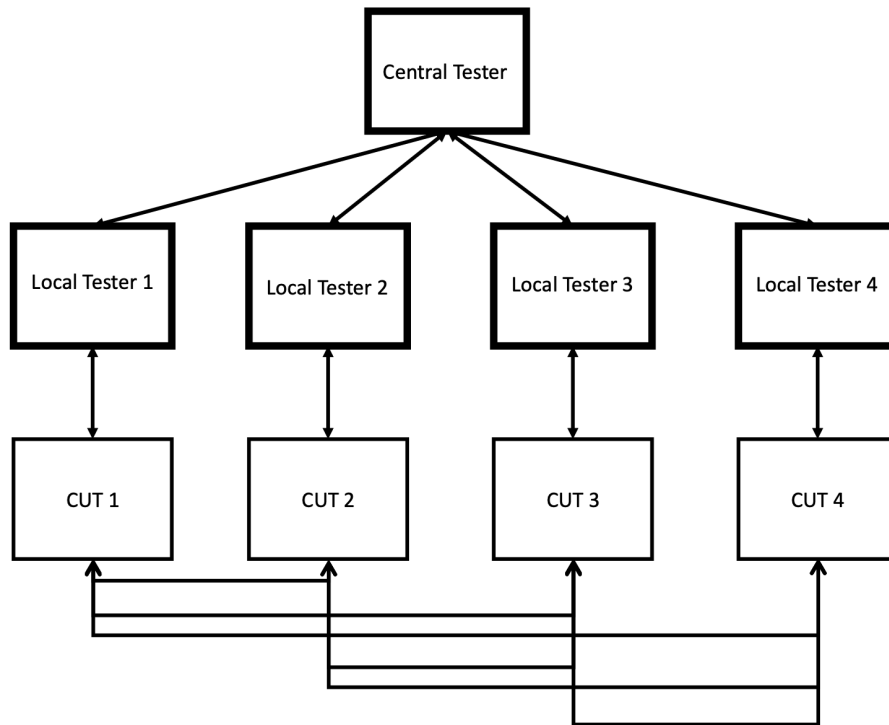 Central Tester
Local Tester 1
Local Tester 2
Local Tester 3
Local Tester 4
CUT 1
CUT 2
CUT 3
CUT 4